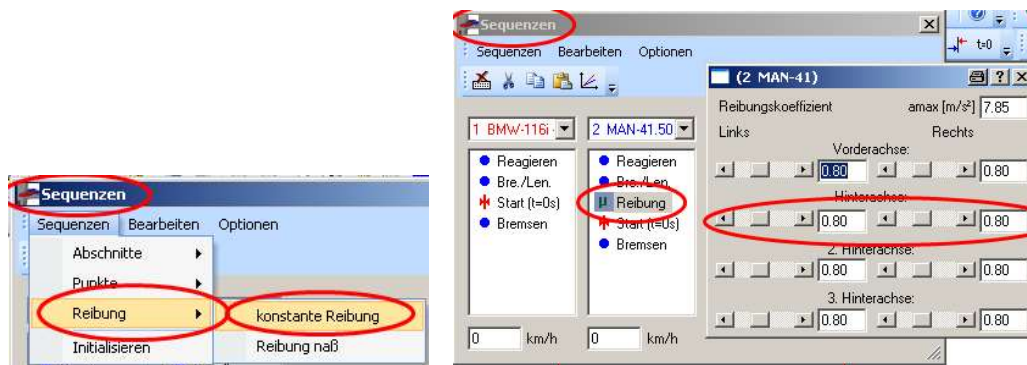 Sequenzen
Sequenzen Bearbeiten Optionen
Abschnitte
Punkte
Reibung
konstante Reibung
Initialisieren
Reibung naß
Sequenzen
Sequenzen Bearbeiten Optionen
t=0
1 BMW-116i
2 MAN-41.50
Reagieren
Bre./Len.
Start (t=0s)
Bremsen
Reagieren
Bre./Len.
µ Reibung
Start (t=0s)
Bremsen
0 km/h
0 km/h
(2 MAN-41)
Reibungskoeffizient amax [m/s²] 7.85
Links Rechts
Vorderachse:
0.80 0.80
Hinterachse:
0.80 0.80
2. Hinterachse:
0.80 0.80
3. Hinterachse:
0.80 0.80